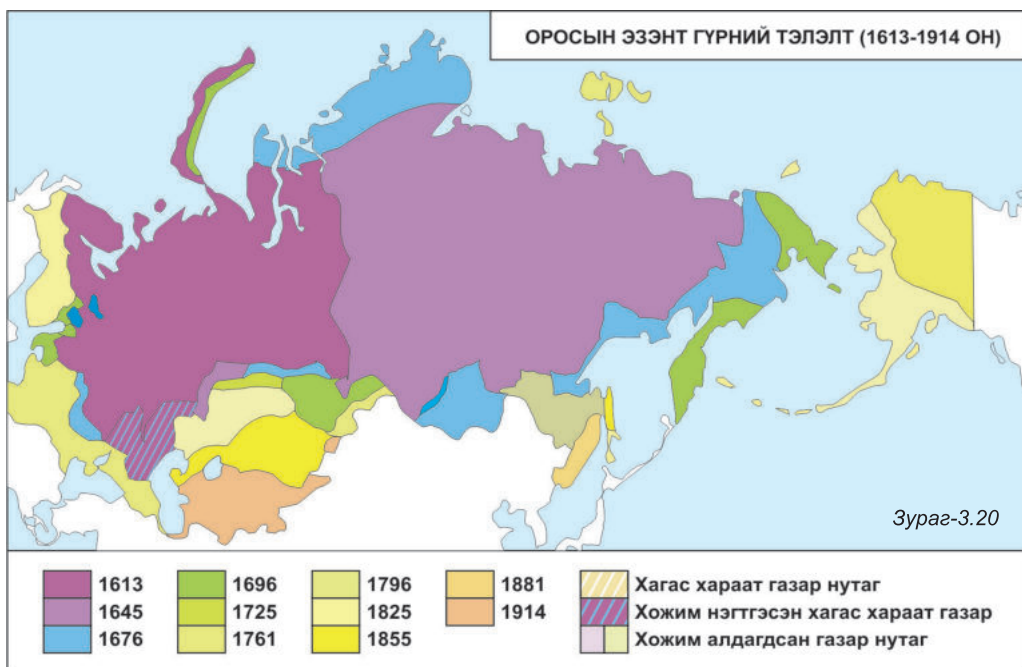 ОРОСЫН ЭЗЭНТ ГҮРНИЙ ТЭЛЭЛТ (1613-1914 ОН)
Зураг-3.20
1613
1645
1676
1696
1725
1761
1796
1825
1855
1881
1914
Хагас хараат газар нутаг
Хожим нэгтгэсэн хагас хараат газар
Хожим алдагдсан газар нутаг